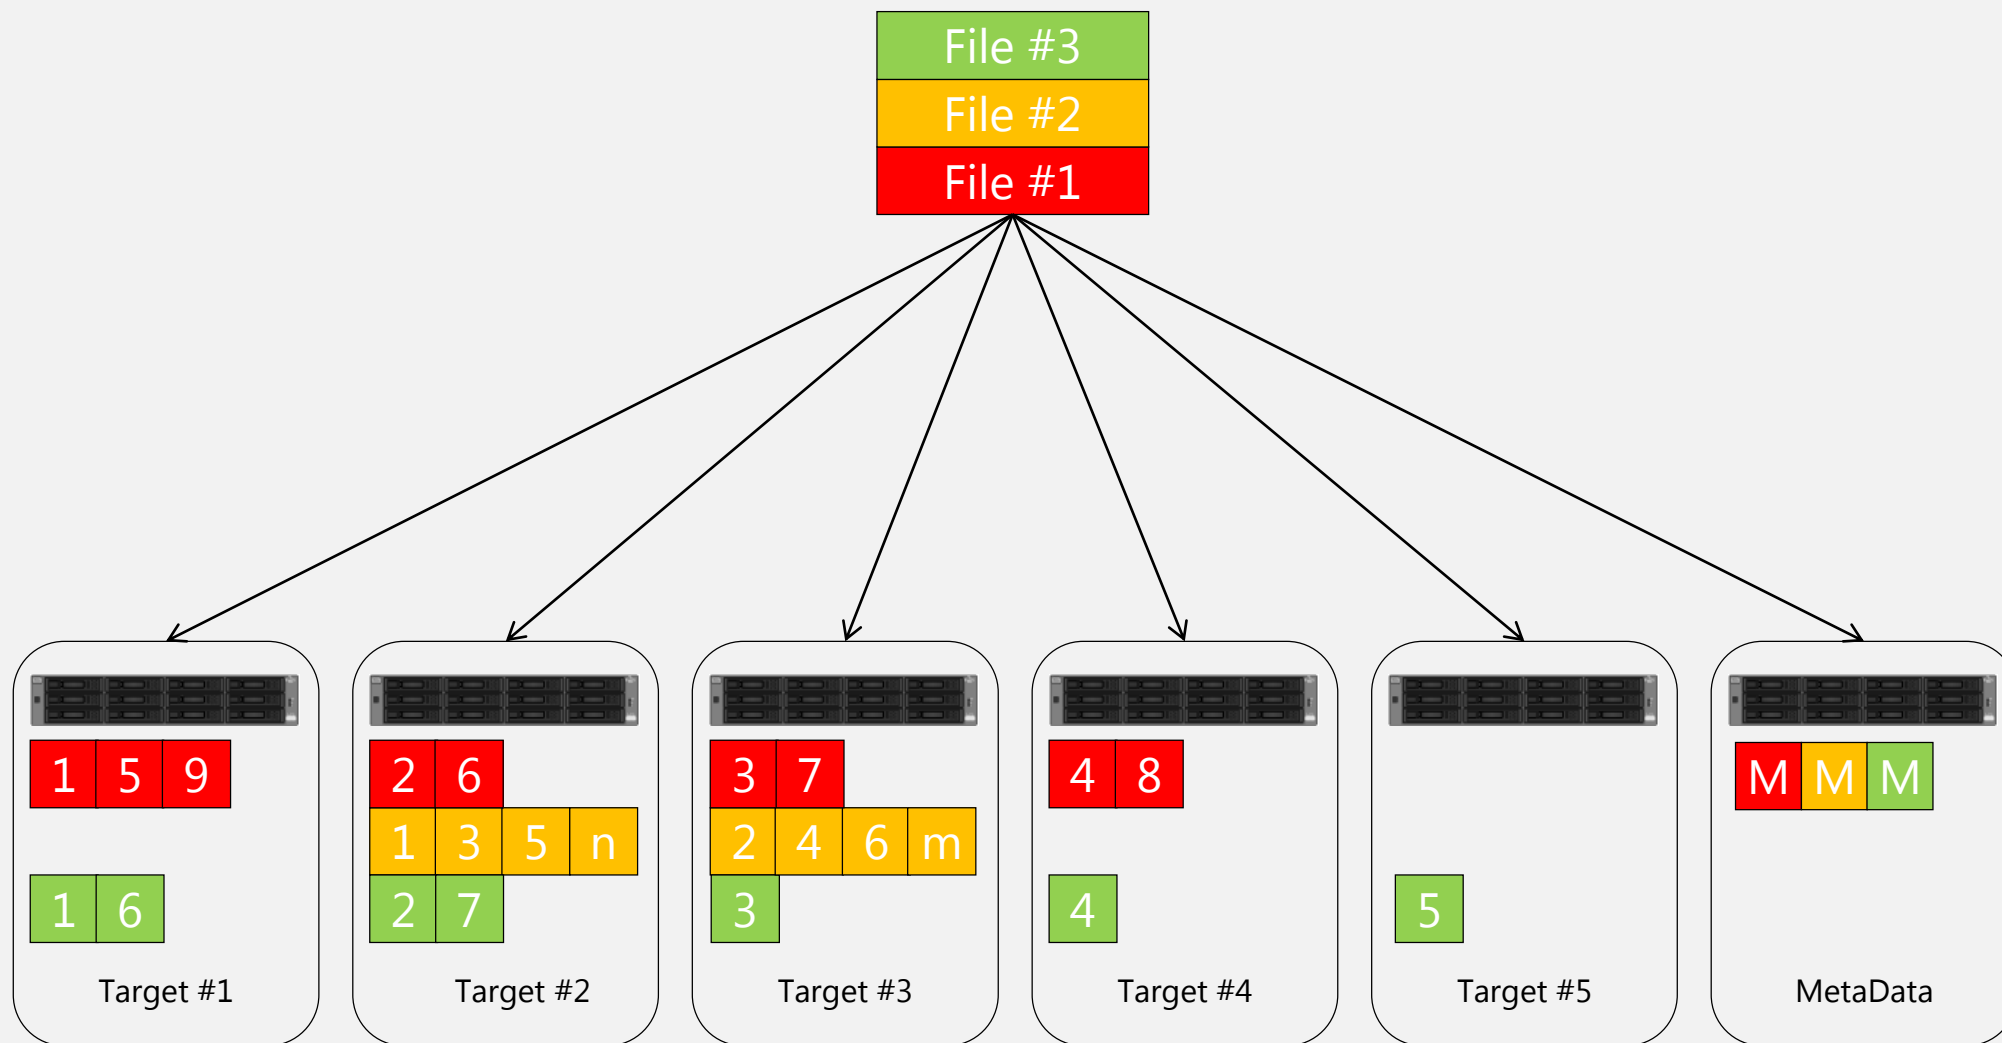 File #3
File #2
File #1
1 5 9
2 6
3 7
4 8
M M M
1 3 5 n
2 4 6 m
1 6
2 7
3
4
5
Target #1
Target #2
Target #3
Target #4
Target #5
MetaData